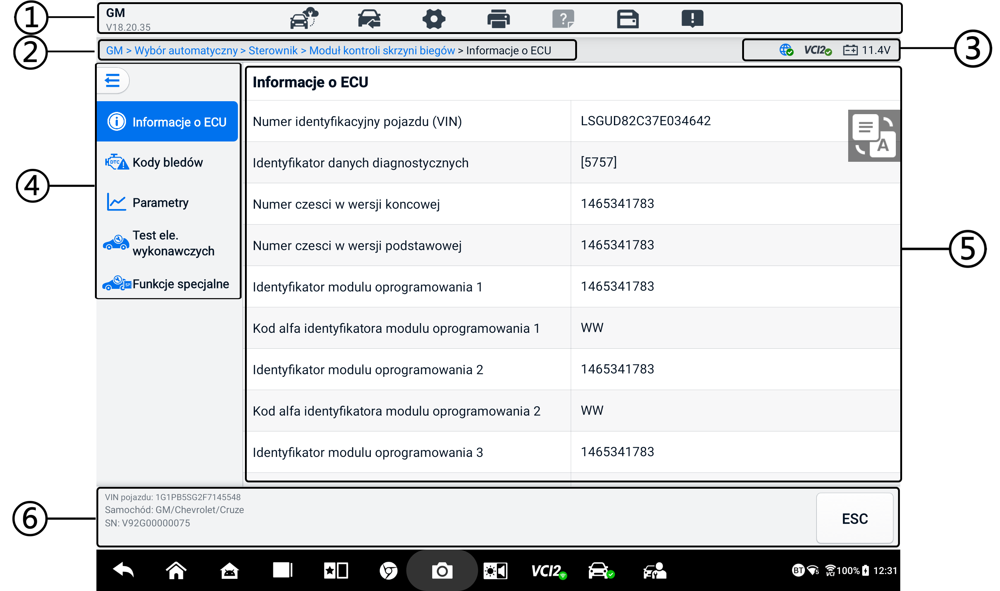 ①
GM
V18.20.35
②
GM > Wybór automatyczny > Sterownik > Moduł kontroli skrzyni biegów > Informacje o ECU
VCI2 11.4V
③
Informacje o ECU
Informacje o ECU
DTC Kody bledów
Parametry
Test ele.
wykonawczych
SP Funkcje specjalne
④
Numer identyfikacyjny pojazdu (VIN) LSGUD82C37E034642
A
Identyfikator danych diagnostycznych [5757]
Numer czesci w wersji koncowej 1465341783
Numer czesci w wersji podstawowej 1465341783
Identyfikator modulu oprogramowania 1 1465341783
Kod alfa identyfikatora modulu oprogramowania 1 WW
Identyfikator modulu oprogramowania 2 1465341783
Kod alfa identyfikatora modulu oprogramowania 2 WW
Identyfikator modulu oprogramowania 3 1465341783
⑤
⑥
VIN pojazdu: 1G1PB5SG2F7145548
Samochód: GM/Chevrolet/Cruze
SN: V92G00000075
ESC
VCI2 BT 5 VCI 100% 12:31